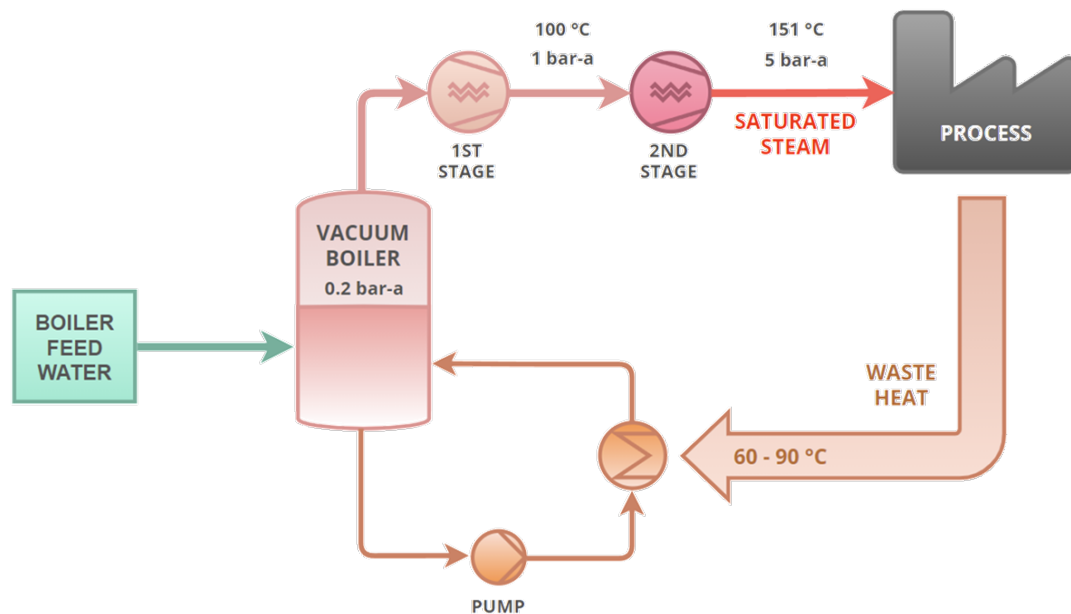 100 °C
1 bar-a
151 °C
5 bar-a
1ST
STAGE
2ND
STAGE
SATURATED
STEAM
PROCESS
VACUUM
BOILER
0.2 bar-a
BOILER
FEED
WATER
WASTE
HEAT
60 - 90 °C
PUMP